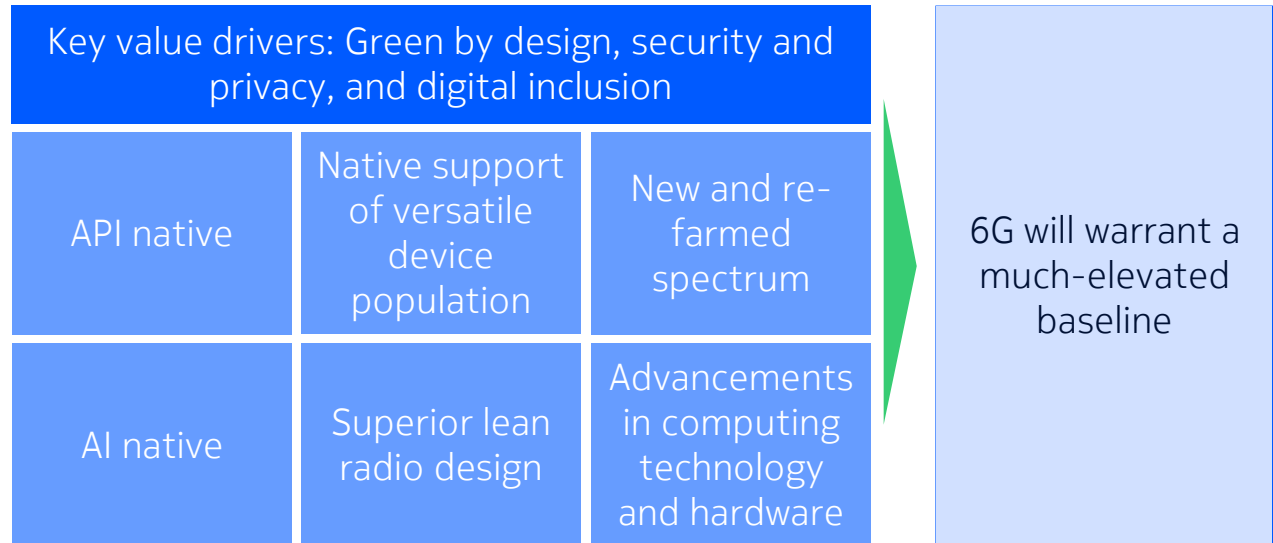 Key value drivers: Green by design, security and
privacy, and digital inclusion
API native
Native support
of versatile
device
population
New and re-
farmed
spectrum
AI native
Superior lean
radio design
Advancements
in computing
technology
and hardware
6G will warrant a
much-elevated
baseline